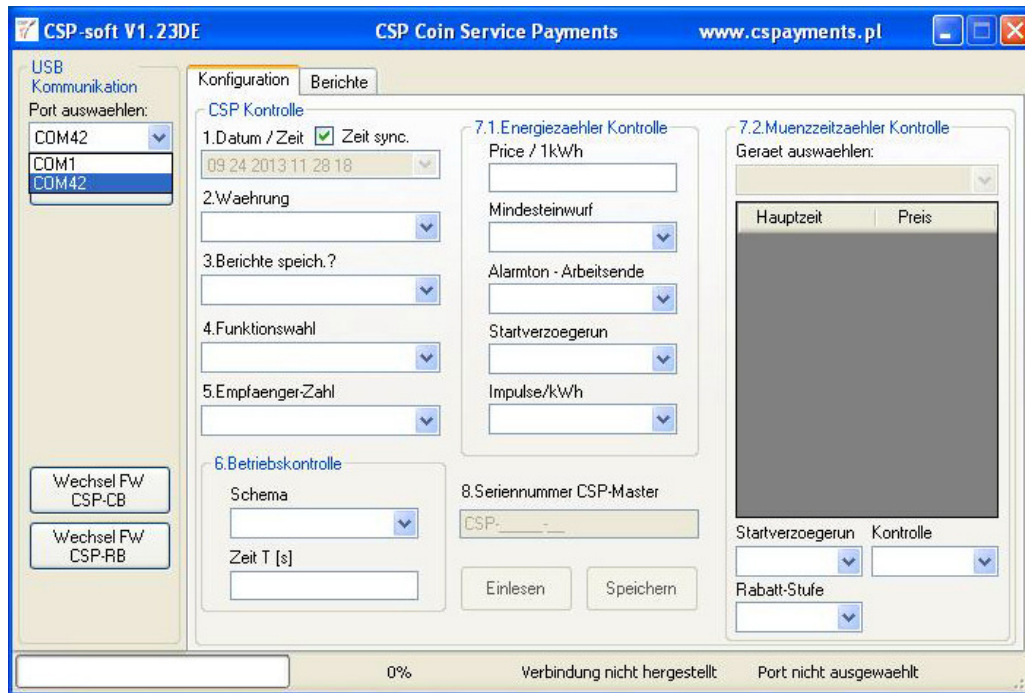 CSP-soft V1.23DE CSP Coin Service Payments www.cspayments.pl
USB
Kommunikation
Port auswaehlen:
COM42
COM1
COM42
Wechsel FW
CSP-CB
Wechsel FW
CSP-RB
Konfiguration Berichte
CSP Kontrolle
1.Datum / Zeit Zeit sync.
09 24 2013 11 28 18
2.Waehrung
3.Berichte speich.?
4.Funktionswahl
5.Empfaenger-Zahl
6.Betriebskontrolle
Schema
Zeit T [s]
7.1.Energiezaehler Kontrolle
Price / 1kWh
Mindesteinwurf
Alarmton - Arbeitsende
Startverzoegerun
Impulse/kWh
8.Seriennummer CSP-Master
CSP-_____-__
Einlesen Speichern
7.2.Muenzzeitzaehler Kontrolle
Geraet auswaehlen:
Hauptzeit Preis
Startverzoegerun Kontrolle
Rabatt-Stufe
0% Verbindung nicht hergestellt Port nicht ausgewaehlt